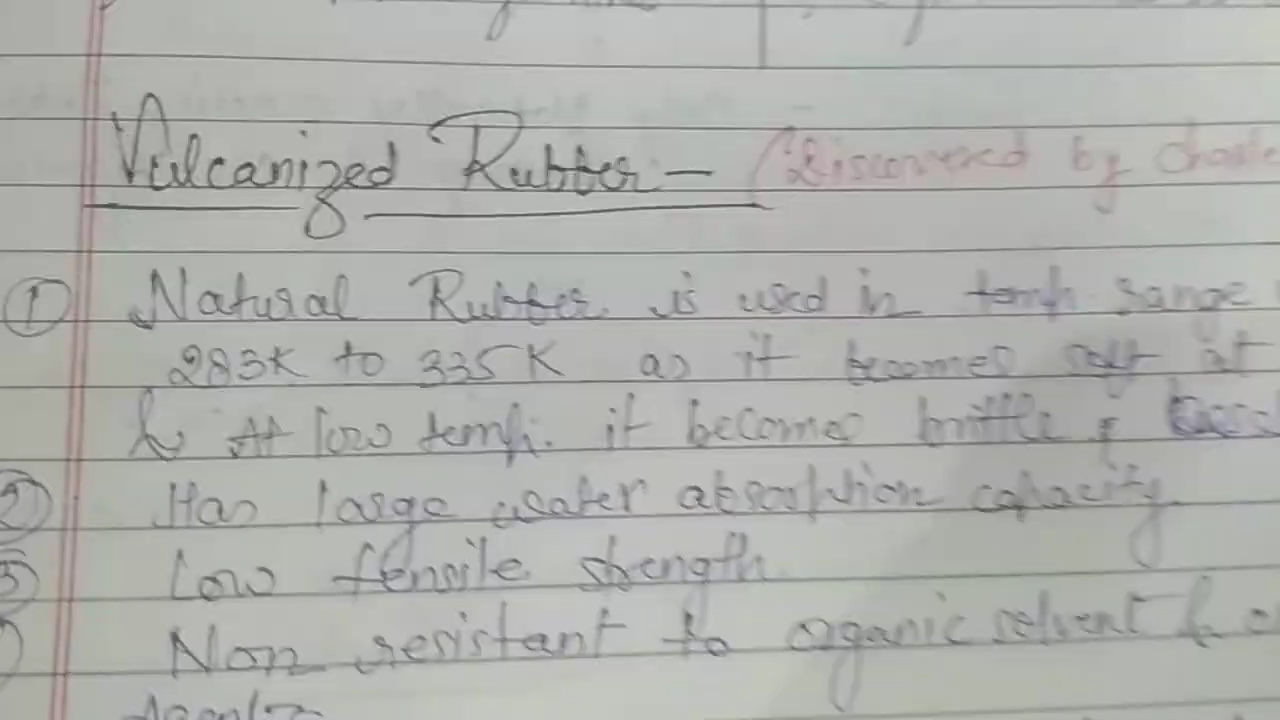 Vulcanized Rubber - (Discovered by
① Natural Rubber is used in temp. range
283K to 335K as it becomes soft at
& At low temp. it becomes brittle &
② Has large water absorption capacity
Low tensile strength.
Non resistant to organic solvent &